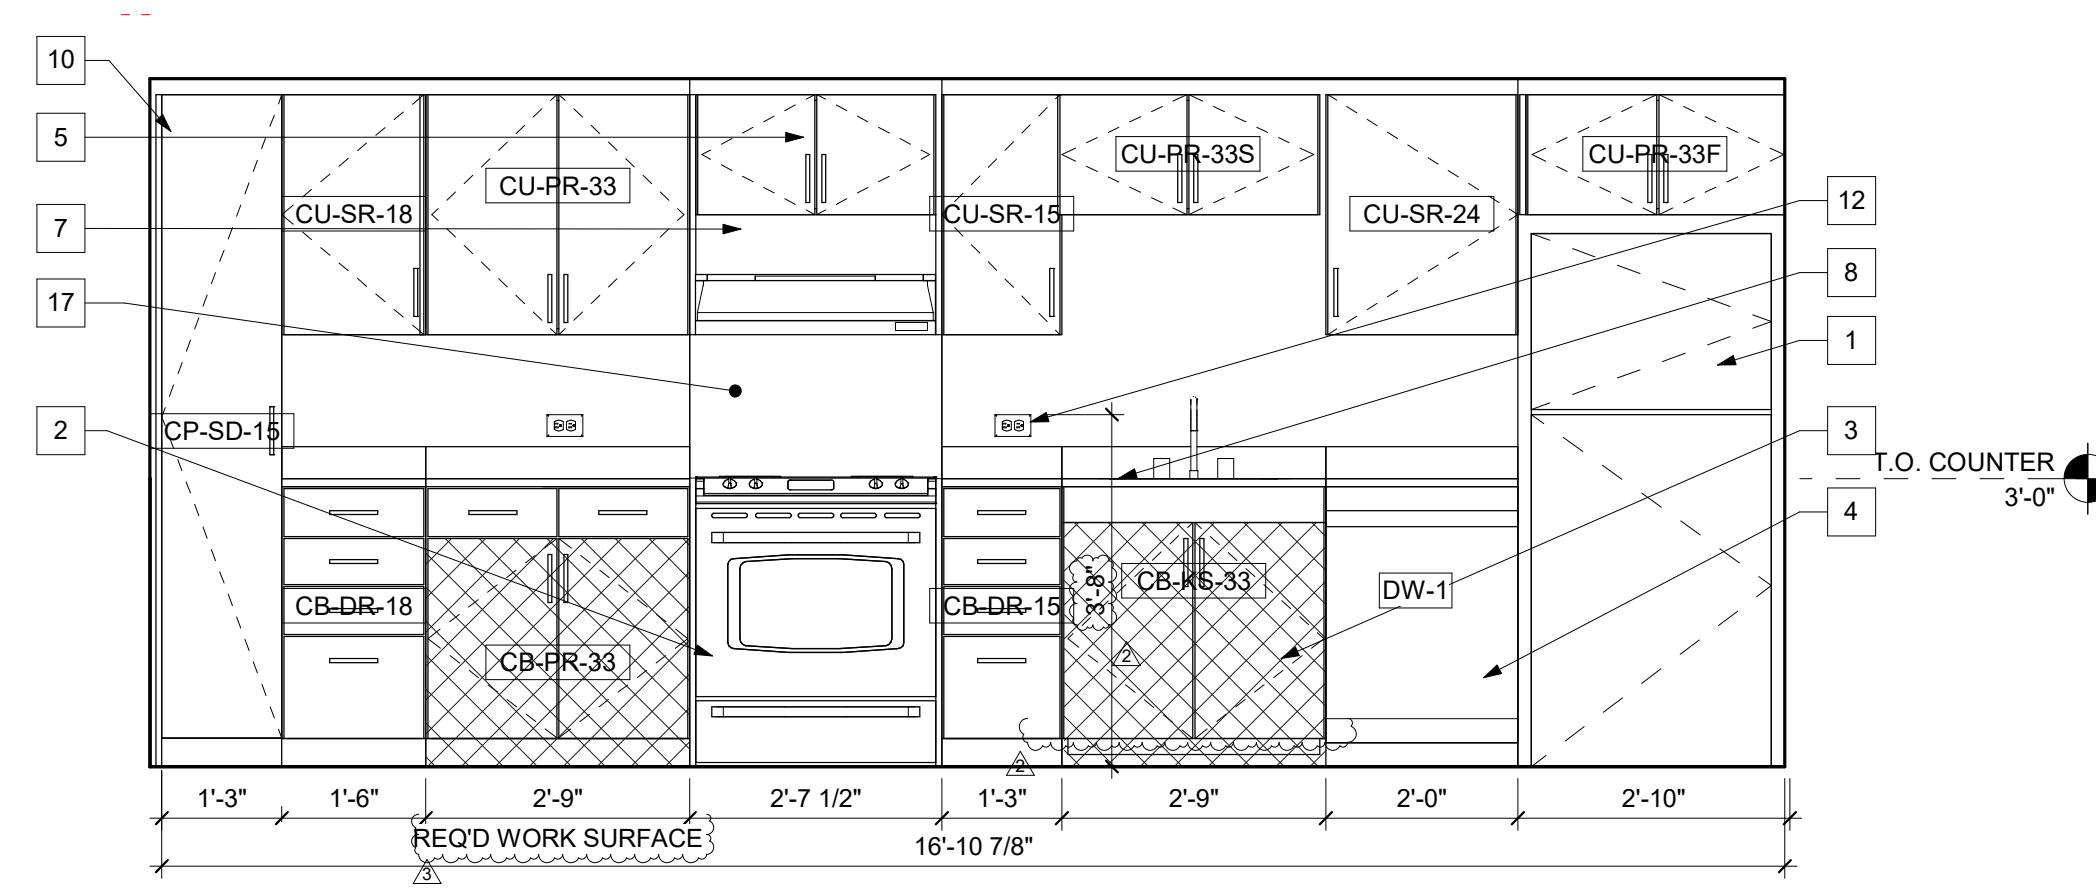 10
5
7
17
2
CU-SR-18
CU-PR-33
CU-SR-15
CU-PR-33S
CU-SR-24
CU-PR-33F
12
8
1
3
4
CP-SD-15
T.O. COUNTER
3'-0"
CB-DR-18
CB-PR-33
CB-DR-15
3'-8"
CB-KS-33
DW-1
2
2
1'-3"
1'-6"
2'-9"
2'-7 1/2"
1'-3"
2'-9"
2'-0"
2'-10"
REQ'D WORK SURFACE
16'-10 7/8"
3